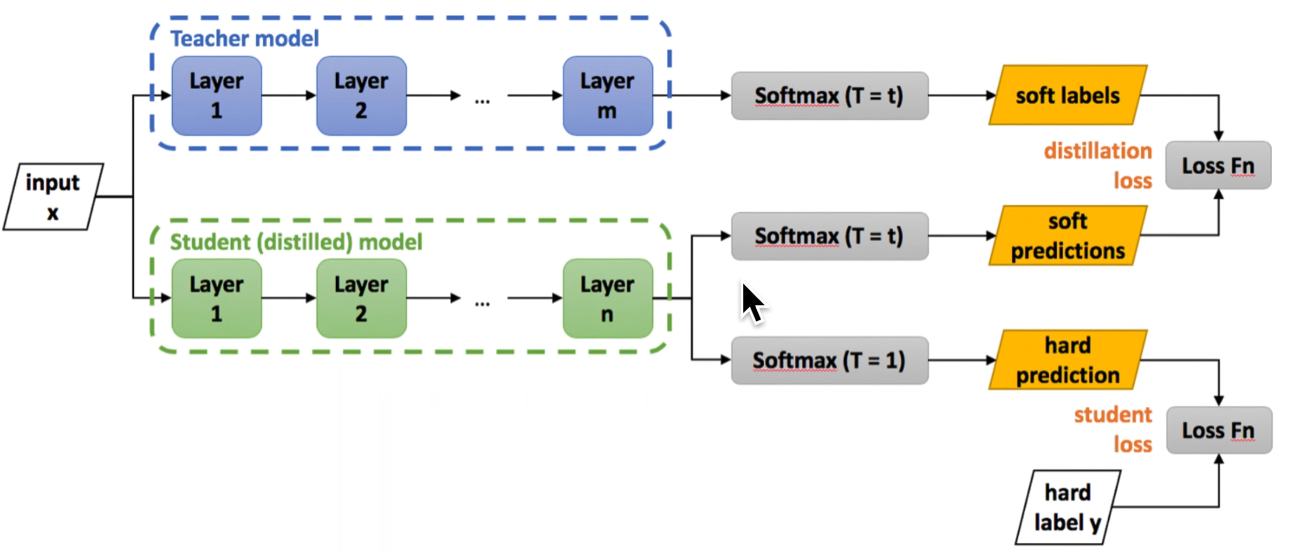 Teacher model
Layer
1
Layer
2
...
Layer
m
Softmax (T = t)
soft labels
distillation
loss
Loss Fn
input
x
Student (distilled) model
Layer
1
Layer
2
...
Layer
n
Softmax (T = t)
soft
predictions
Softmax (T = 1)
hard
prediction
student
loss
Loss Fn
hard
label y